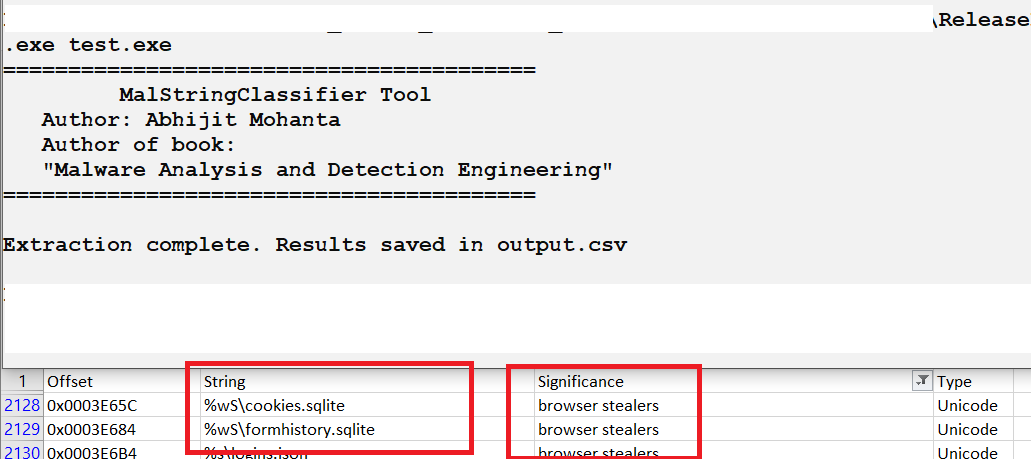 \Release
.exe test.exe
=========================================
MalStringClassifier Tool
Author: Abhijit Mohanta
Author of book:
"Malware Analysis and Detection Engineering"
=========================================
Extraction complete. Results saved in output.csv
1 Offset String Significance Type
2128 0x0003E65C %wS\cookies.sqlite browser stealers Unicode
2129 0x0003E684 %wS\formhistory.sqlite browser stealers Unicode
2130 0x0003E6B4 %s\logins.json browser stealers Unicode